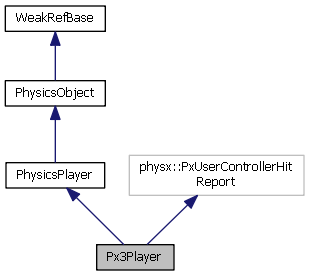 WeakRefBase
PhysicsObject
PhysicsPlayer
physx::PxUserControllerHit
Report
Px3Player